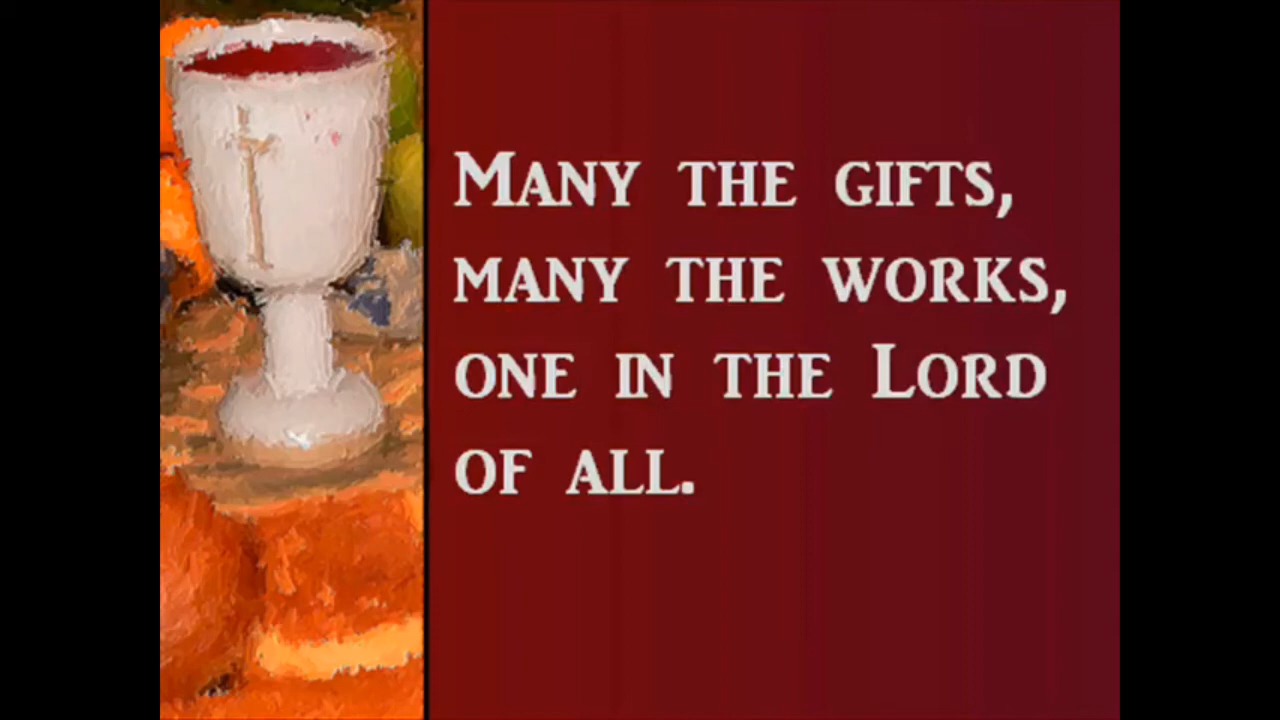 Many the gifts,
many the works,
one in the Lord
of all.